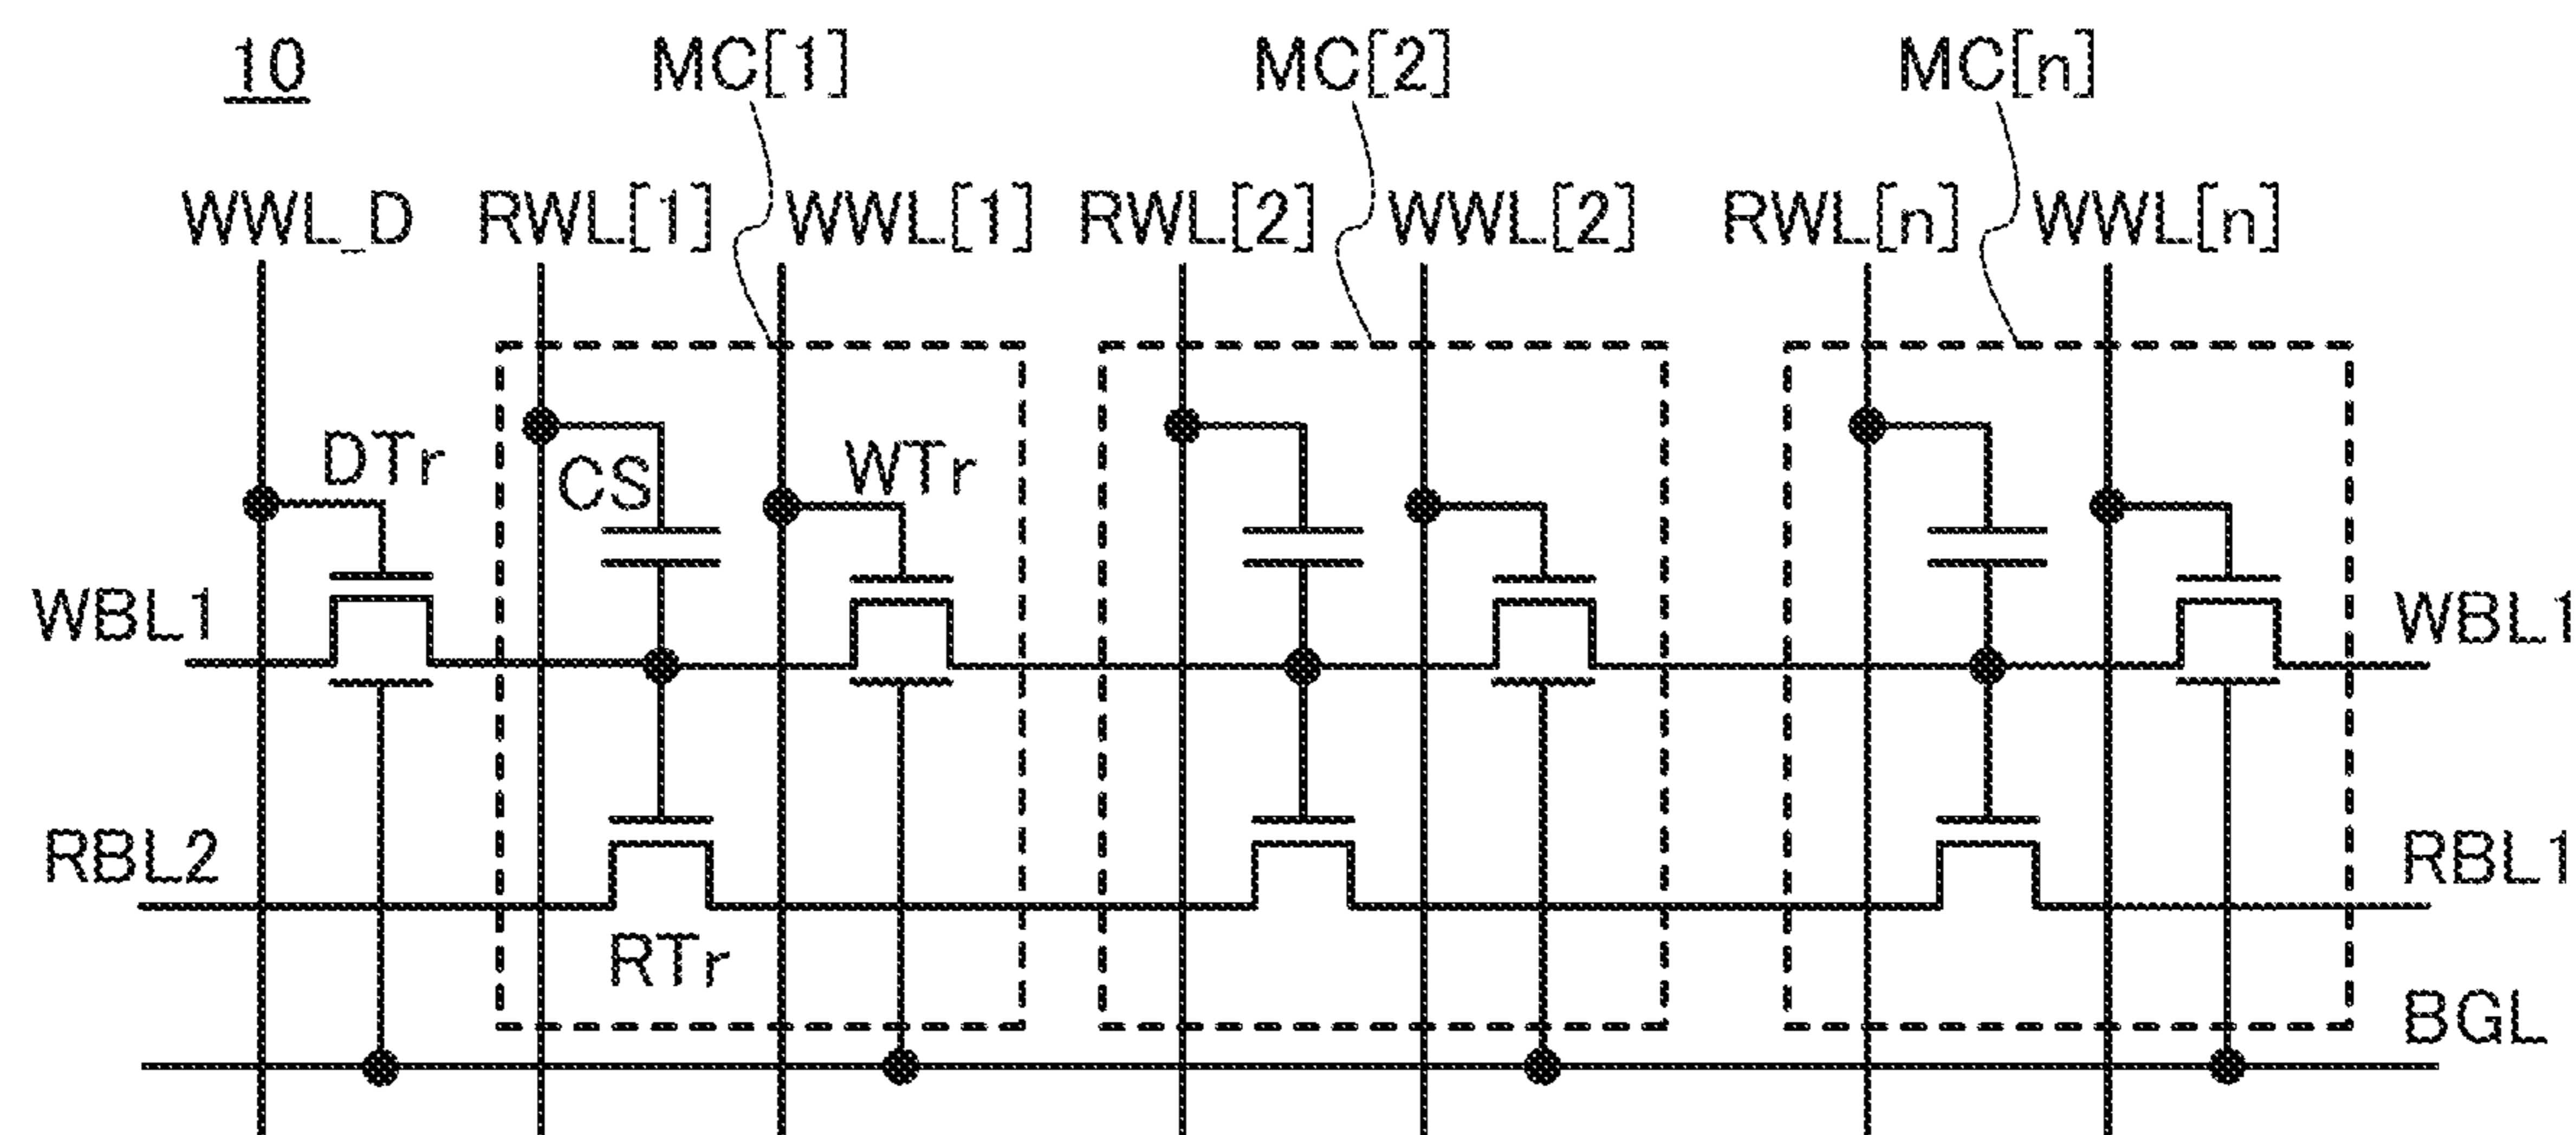 10 MC[1] MC[2] MC[n]
WWL_D RWL[1] WWL[1] RWL[2] WWL[2] RWL[n] WWL[n]
DTr CS WTr
WBL1 WBL1
RBL2 RBL1
RTr
BGL